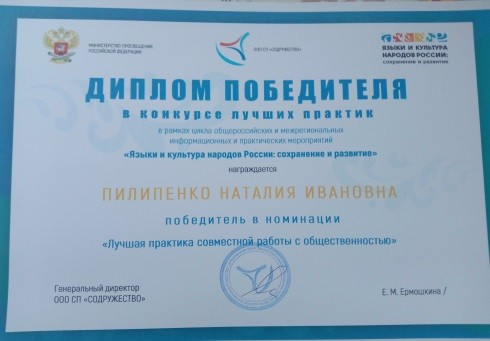 МИНИСТЕРСТВО ПРОСВЕЩЕНИЯ
РОССИЙСКОЙ ФЕДЕРАЦИИ
ООО СП «СОДРУЖЕСТВО»
ЯЗЫКИ И КУЛЬТУРА
НАРОДОВ РОССИИ:
сохранение и развитие
ДИПЛОМ ПОБЕДИТЕЛЯ
в конкурсе лучших практик
в рамках цикла общероссийских и межрегиональных
информационных и практических мероприятий
«Языки и культура народов России: сохранение и развитие»
награждается
ПИЛИПЕНКО НАТАЛИЯ ИВАНОВНА
победитель в номинации
«Лучшая практика совместной работы с общественностью»
Генеральный директор
ООО СП «СОДРУЖЕСТВО»
Е. М. Ермошкина /